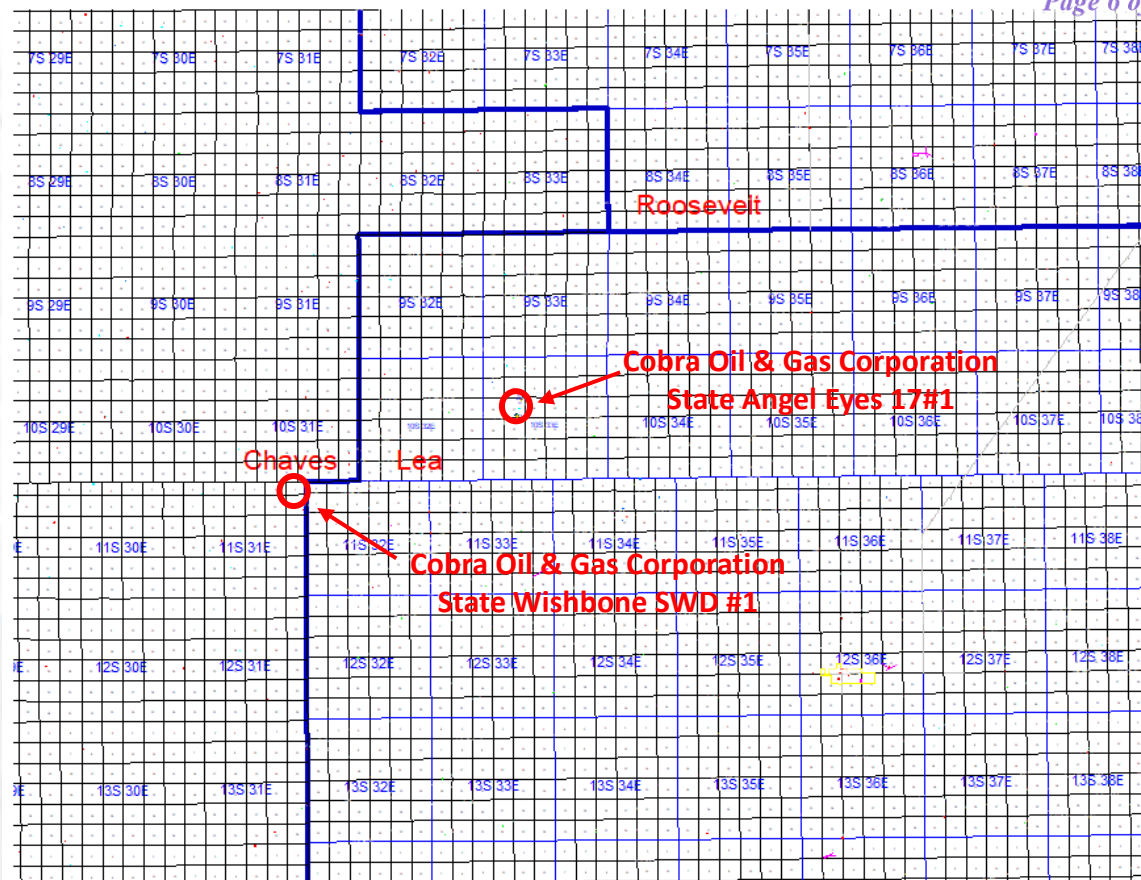 Page 6 of
7S 29E 7S 30E 7S 31E 7S 32E 7S 33E 7S 34E 7S 35E 7S 36E 7S 37E 7S 38E
8S 29E 8S 30E 8S 31E 8S 32E 8S 33E 8S 34E 8S 35E 8S 36E 8S 37E 8S 38
Roosevelt
9S 29E 9S 30E 9S 31E 9S 32E 9S 33E 9S 34E 9S 35E 9S 36E 9S 37E 9S 38
Cobra Oil & Gas Corporation
State Angel Eyes 17#1
10S 29E 10S 30E 10S 31E 10S 32E 10S 33E 10S 34E 10S 35E 10S 36E 10S 37E 10S 38
Chaves Lea
E 11S 30E 11S 31E 11S 32E 11S 33E 11S 34E 11S 35E 11S 36E 11S 37E 11S 38E
Cobra Oil & Gas Corporation
State Wishbone SWD #1
E 12S 30E 12S 31E 12S 32E 12S 33E 12S 34E 12S 35E 12S 36E 12S 37E 12S 38E
E 13S 30E 13S 31E 13S 32E 13S 33E 13S 34E 13S 35E 13S 36E 13S 37E 13S 38E